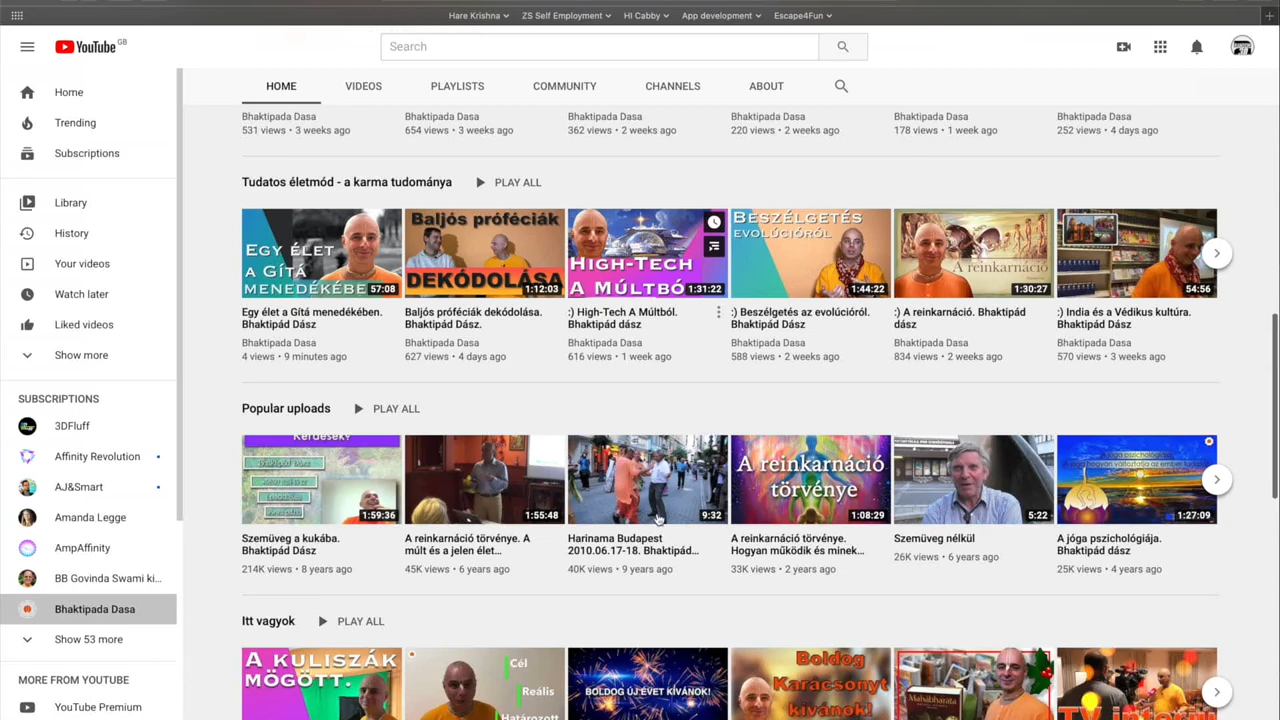 Hare Krishna
ZS Self Employment
HI Cabby
App development
Escape4Fun
YouTube GB
Search
HOME
VIDEOS
PLAYLISTS
COMMUNITY
CHANNELS
ABOUT
Home
Trending
Subscriptions
Library
History
Your videos
Watch later
Liked videos
Show more
SUBSCRIPTIONS
3DFluff
Affinity Revolution
AJ&Smart
Amanda Legge
AmpAffinity
BB Govinda Swami ki...
Bhaktipada Dasa
Show 53 more
MORE FROM YOUTUBE
YouTube Premium
Bhaktipada Dasa
531 views • 3 weeks ago
Bhaktipada Dasa
654 views • 3 weeks ago
Bhaktipada Dasa
362 views • 2 weeks ago
Bhaktipada Dasa
220 views • 2 weeks ago
Bhaktipada Dasa
178 views • 1 week ago
Bhaktipada Dasa
252 views • 4 days ago
Tudatos életmód - a karma tudománya
PLAY ALL
EGY ÉLET
A GÍTÁ
MENEDÉKÉBE
57:08
Egy élet a Gítá menedékében.
Bhaktipád Dász
Bhaktipada Dasa
4 views • 9 minutes ago
Baljós próféciák
DEKÓDOLÁSA
1:12:03
Baljós próféciák dekódolása.
Bhaktipád Dász.
Bhaktipada Dasa
627 views • 4 days ago
HIGH-TECH
A MÚLTBÓ
1:31:22
:) High-Tech A Múltból.
Bhaktipád dász
Bhaktipada Dasa
616 views • 1 week ago
BESZÉLGETÉS
EVOLÚCIÓRÓL
1:44:22
:) Beszélgetés az evolúcióról.
Bhaktipád Dász
Bhaktipada Dasa
588 views • 2 weeks ago
A reinkarnáció
1:30:27
:) A reinkarnáció. Bhaktipád
dász
Bhaktipada Dasa
834 views • 2 weeks ago
54:56
:) India és a Védikus kultúra.
Bhaktipád Dász
Bhaktipada Dasa
570 views • 3 weeks ago
Popular uploads
PLAY ALL
1:59:36
Szemüveg a kukába.
Bhaktipád Dász
214K views • 8 years ago
1:55:48
A reinkarnáció törvénye. A
múlt és a jelen élet...
45K views • 6 years ago
9:32
Harinama Budapest
2010.06.17-18. Bhaktipád...
40K views • 9 years ago
A reinkarnáció
törvénye
1:08:29
A reinkarnáció törvénye.
Hogyan működik és minek...
33K views • 2 years ago
5:22
Szemüveg nélkül
26K views • 6 years ago
1:27:09
A jóga pszichológiája.
Bhaktipád dász
25K views • 4 years ago
Itt vagyok
PLAY ALL
A KULISZÁK
MÖGÖTT.
Cél
Reális
Határozott
BOLDOG ÚJ ÉVET KÍVÁNOK!
Boldog
Karácsonyt
kívánok!
Mahábhárata
TV interjú